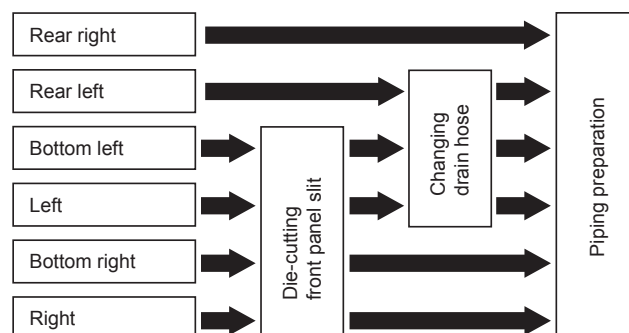 Rear right
Rear left
Bottom left
Left
Bottom right
Right
Die-cutting
front panel slit
Changing
drain hose
Piping preparation